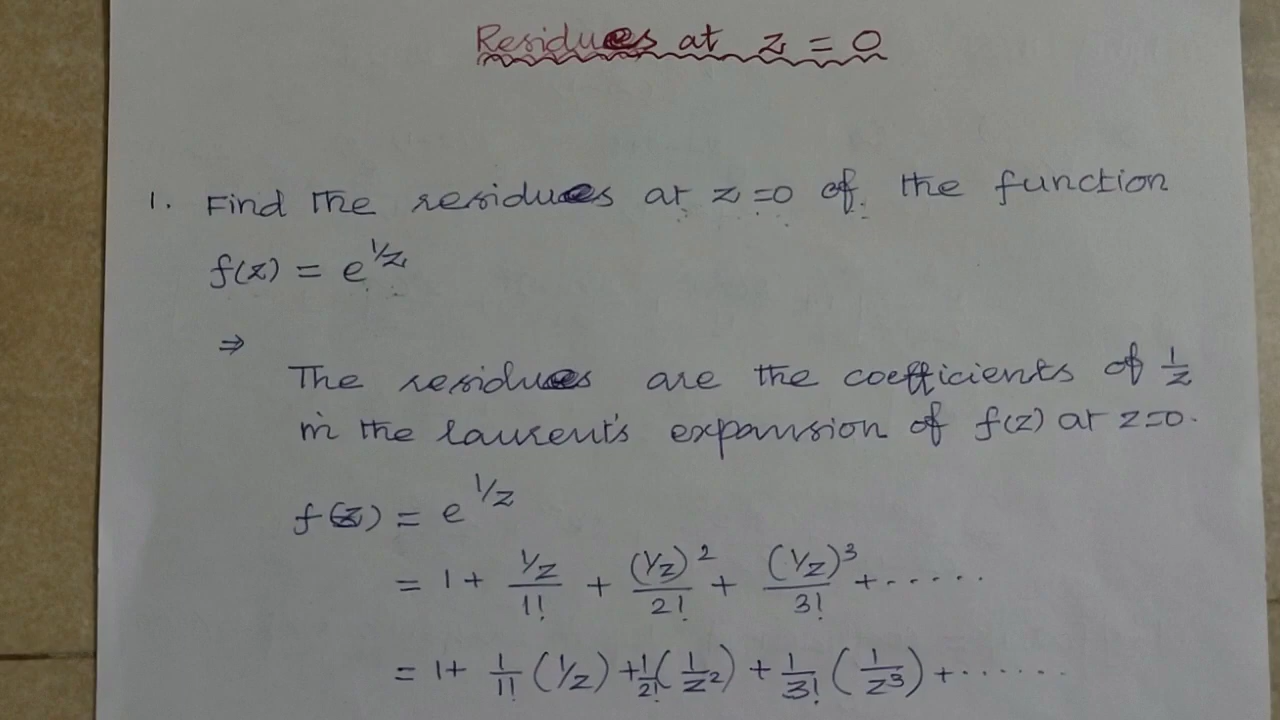 Residues at z = 0
1. Find the residues at z=0 of the function
f(z) = e^{1/z}
⇒
The residues are the coefficients of 1/z
in the laurent's expansion of f(z) at z=0.
f(z) = e^{1/z}
= 1 + (1/z)/1! + (1/z)^2/2! + (1/z)^3/3! + ......
= 1 + 1/1! (1/z) + 1/2! (1/z^2) + 1/3! (1/z^3) + .......